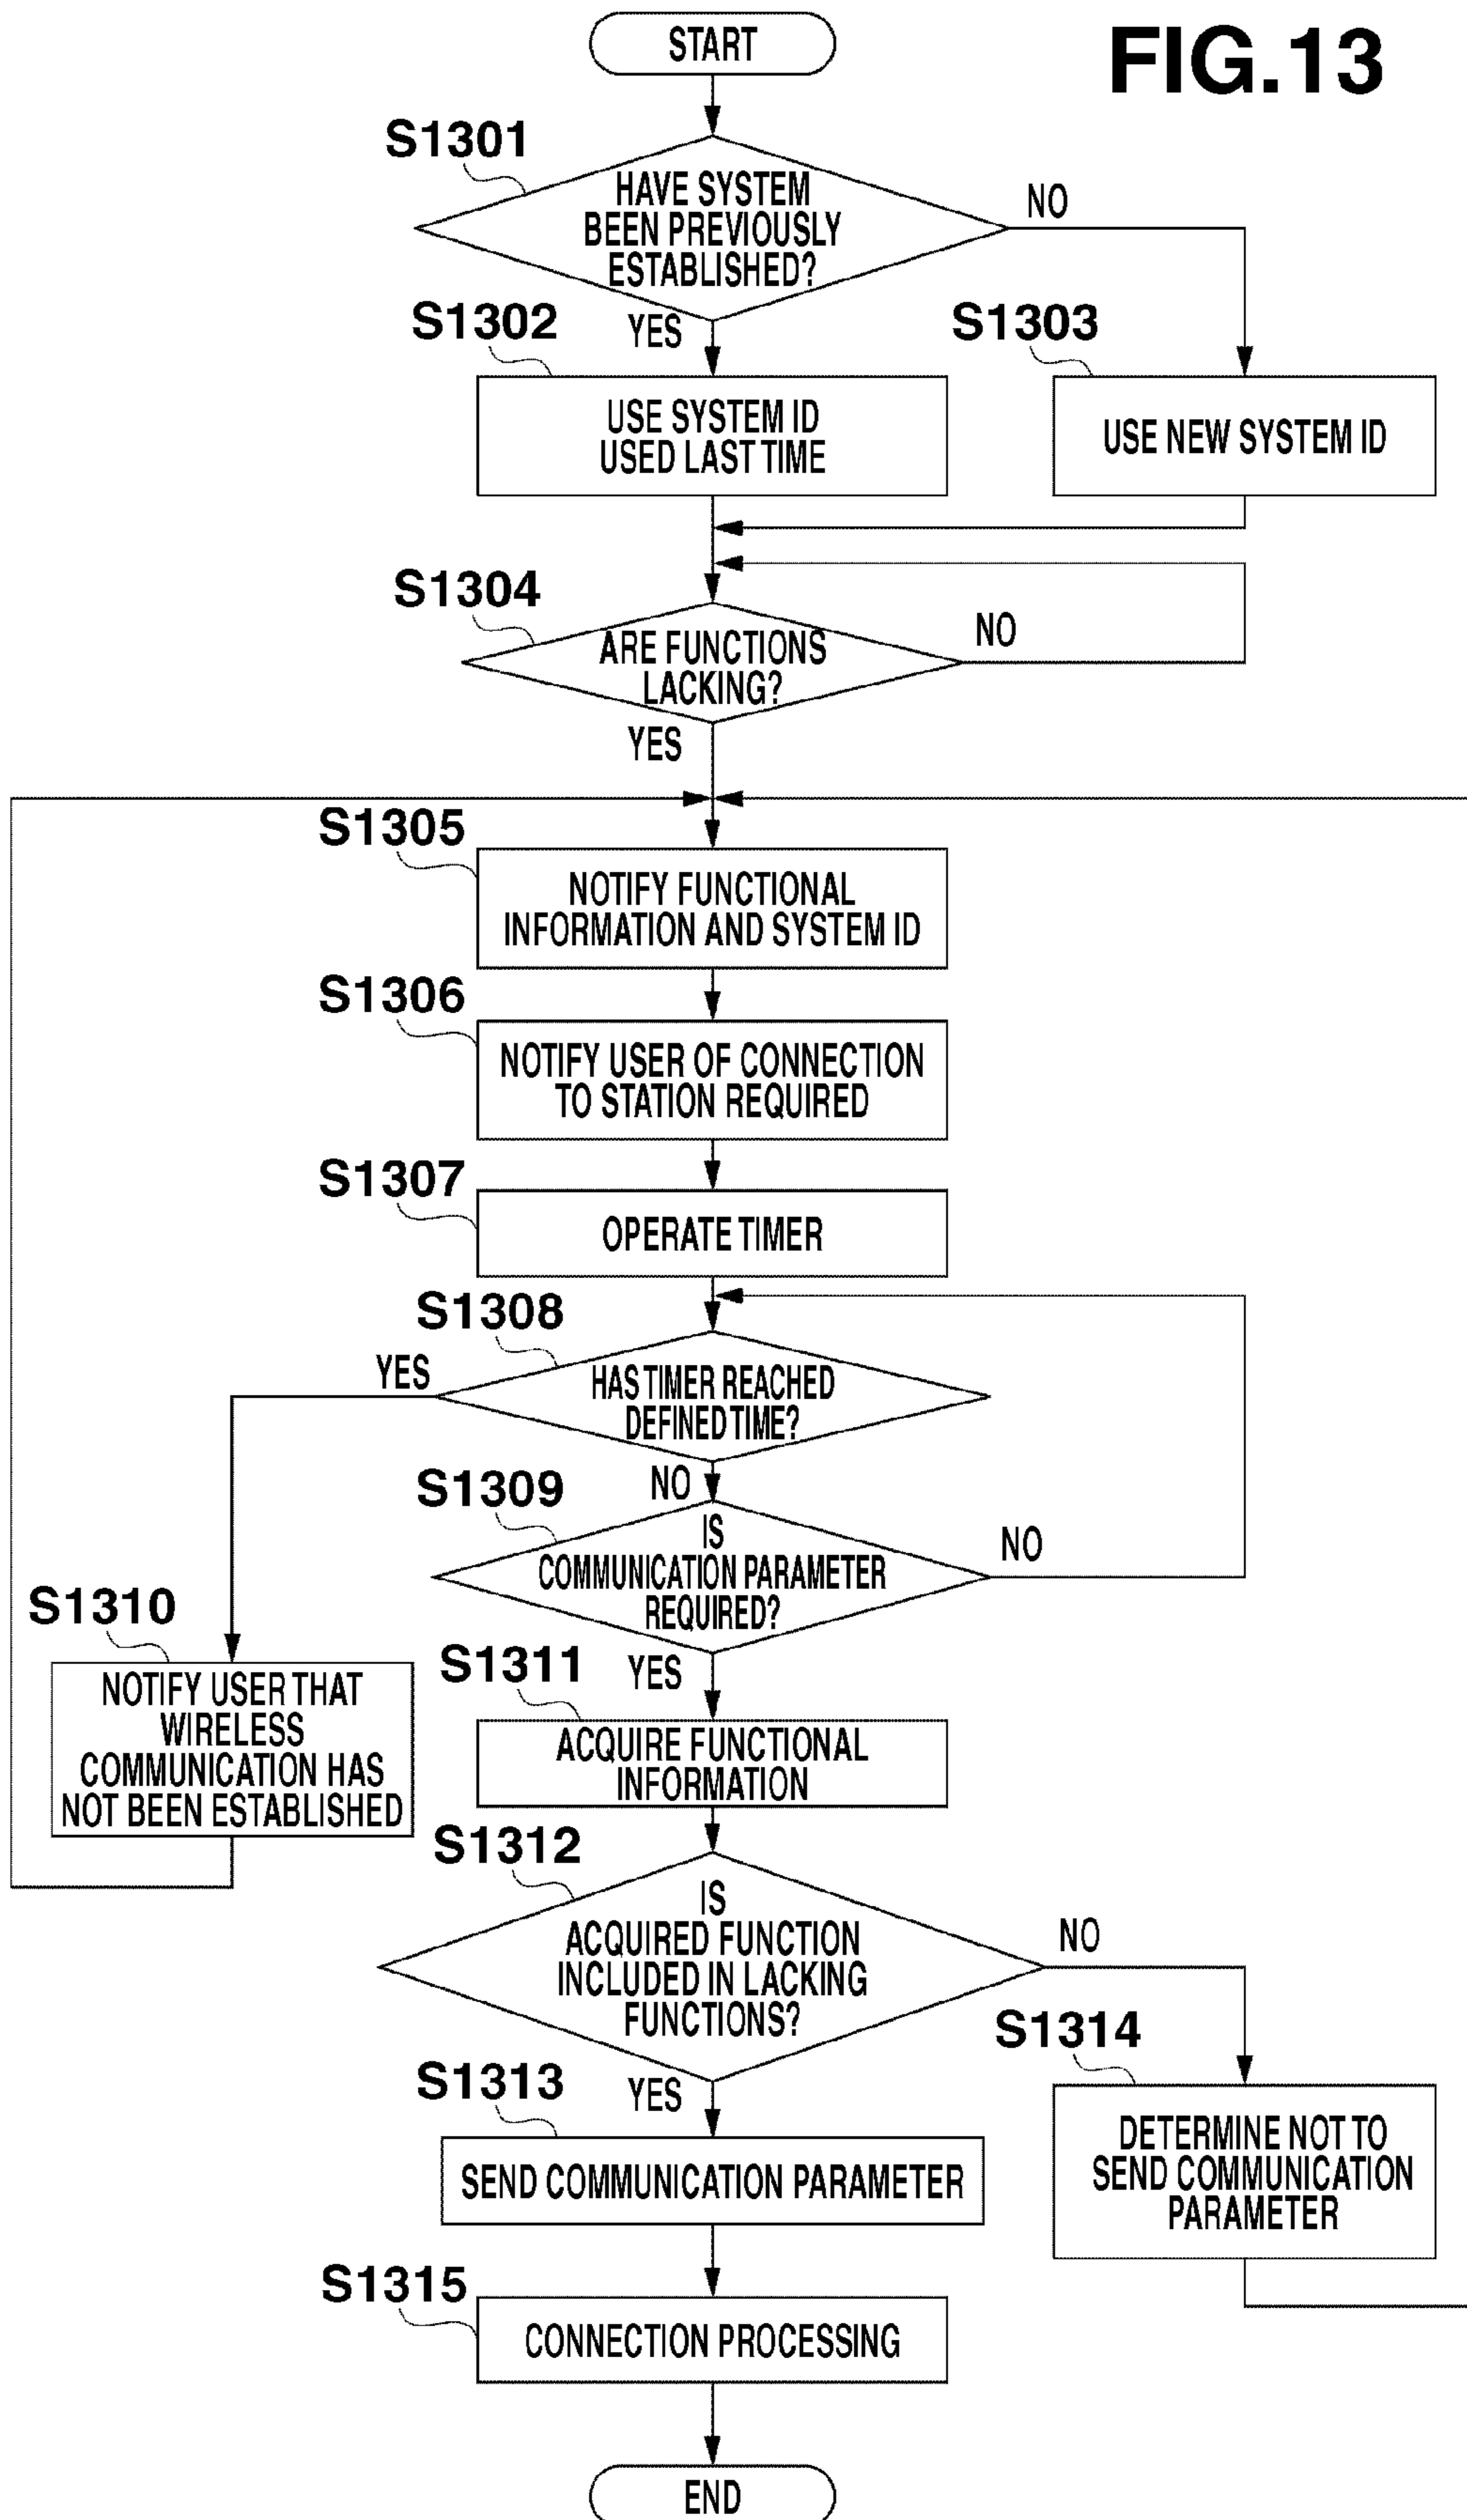 FIG.13
START
S1301
HAVE SYSTEM
BEEN PREVIOUSLY
ESTABLISHED?
NO
YES
S1302
USE SYSTEM ID
USED LAST TIME
S1303
USE NEW SYSTEM ID
S1304
ARE FUNCTIONS
LACKING?
NO
YES
S1305
NOTIFY FUNCTIONAL
INFORMATION AND SYSTEM ID
S1306
NOTIFY USER OF CONNECTION
TO STATION REQUIRED
S1307
OPERATE TIMER
S1308
HAS TIMER REACHED
DEFINED TIME?
YES
NO
S1309
IS
COMMUNICATION PARAMETER
REQUIRED?
NO
YES
S1310
NOTIFY USER THAT
WIRELESS
COMMUNICATION HAS
NOT BEEN ESTABLISHED
S1311
ACQUIRE FUNCTIONAL
INFORMATION
S1312
IS
ACQUIRED FUNCTION
INCLUDED IN LACKING
FUNCTIONS?
NO
YES
S1313
SEND COMMUNICATION PARAMETER
S1314
DETERMINE NOT TO
SEND COMMUNICATION
PARAMETER
S1315
CONNECTION PROCESSING
END